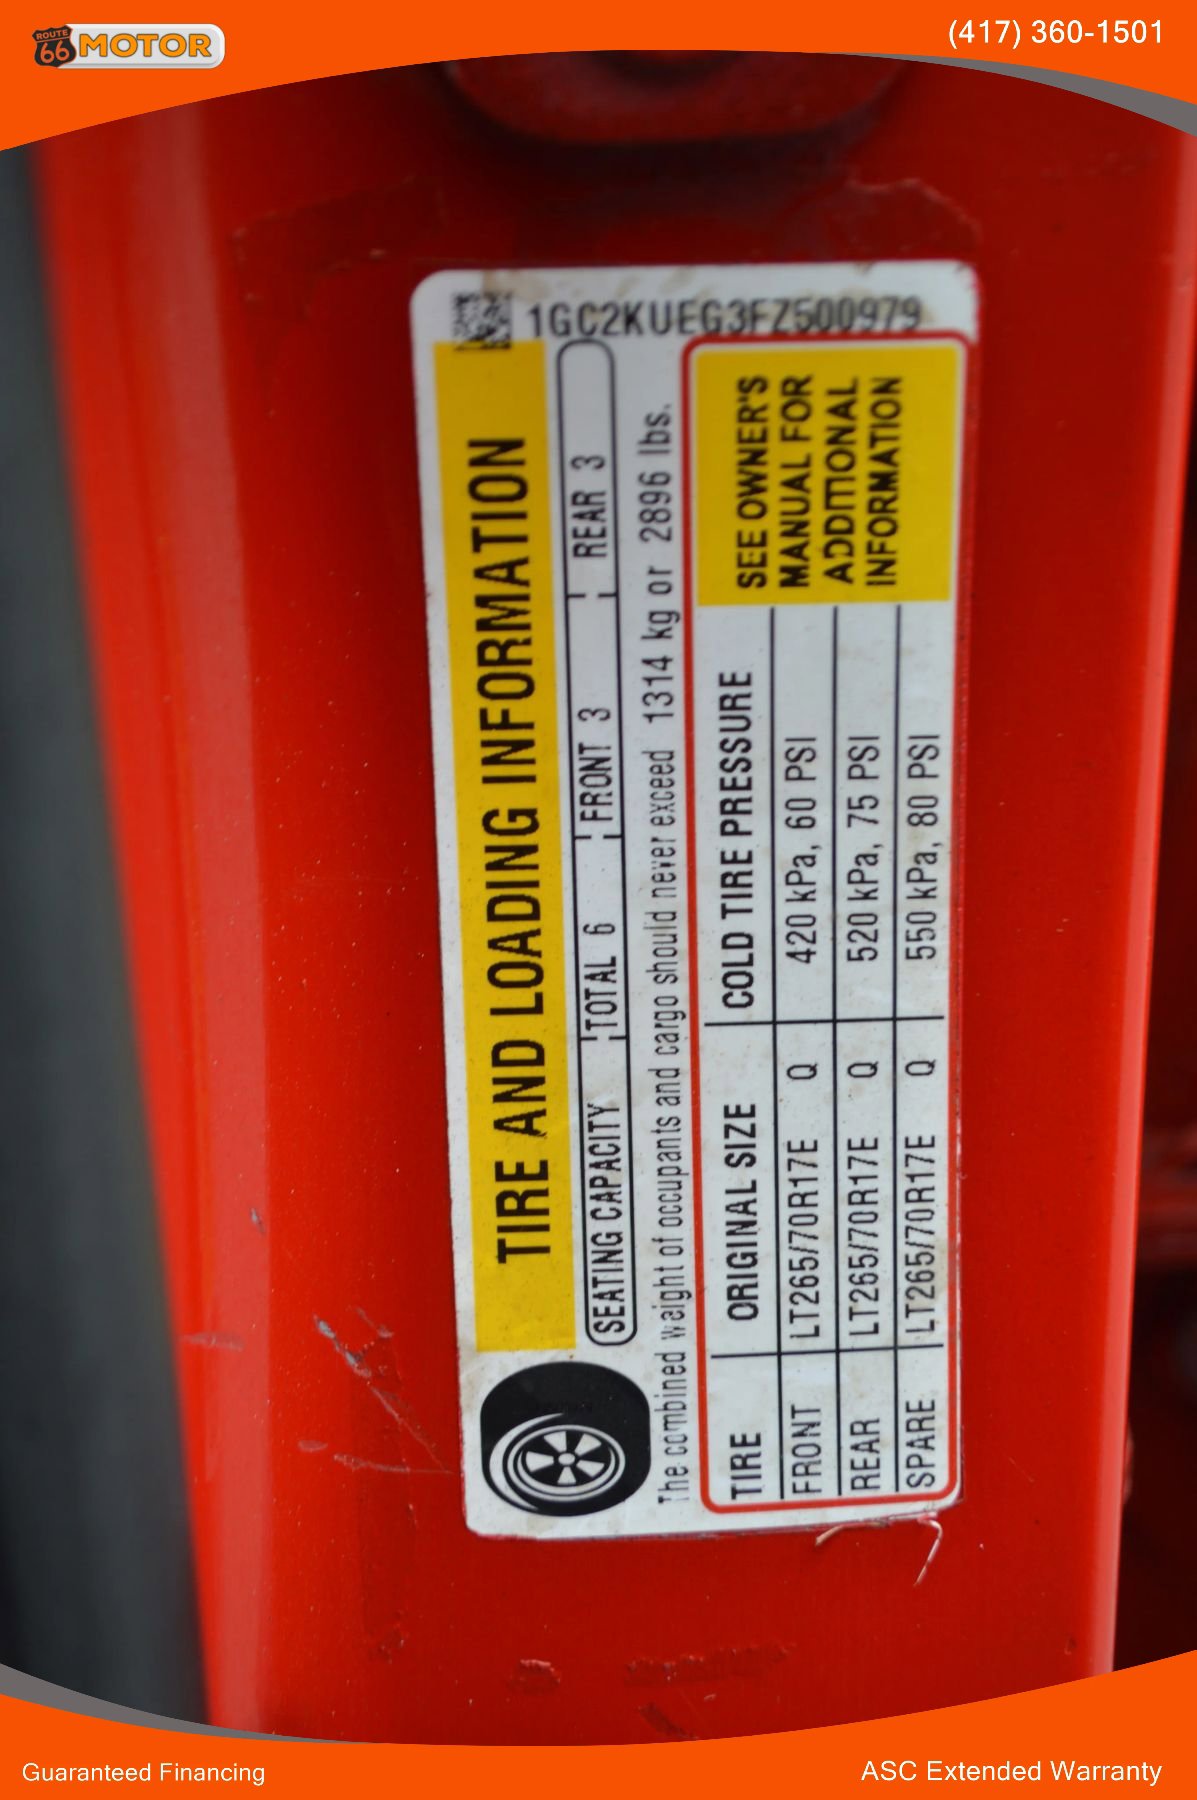 ROUTE
66 MOTOR
(417) 360-1501
1GC2KUEG3FZ500979
TIRE AND LOADING INFORMATION
SEATING CAPACITY TOTAL 6 FRONT 3 REAR 3
The combined weight of occupants and cargo should never exceed 1314 kg or 2896 lbs.
TIRE ORIGINAL SIZE COLD TIRE PRESSURE
FRONT LT265/70R17E Q 420 kPa, 60 PSI
REAR LT265/70R17E Q 520 kPa, 75 PSI
SPARE LT265/70R17E Q 550 kPa, 80 PSI
SEE OWNER'S
MANUAL FOR
ADDITIONAL
INFORMATION
Guaranteed Financing
ASC Extended Warranty